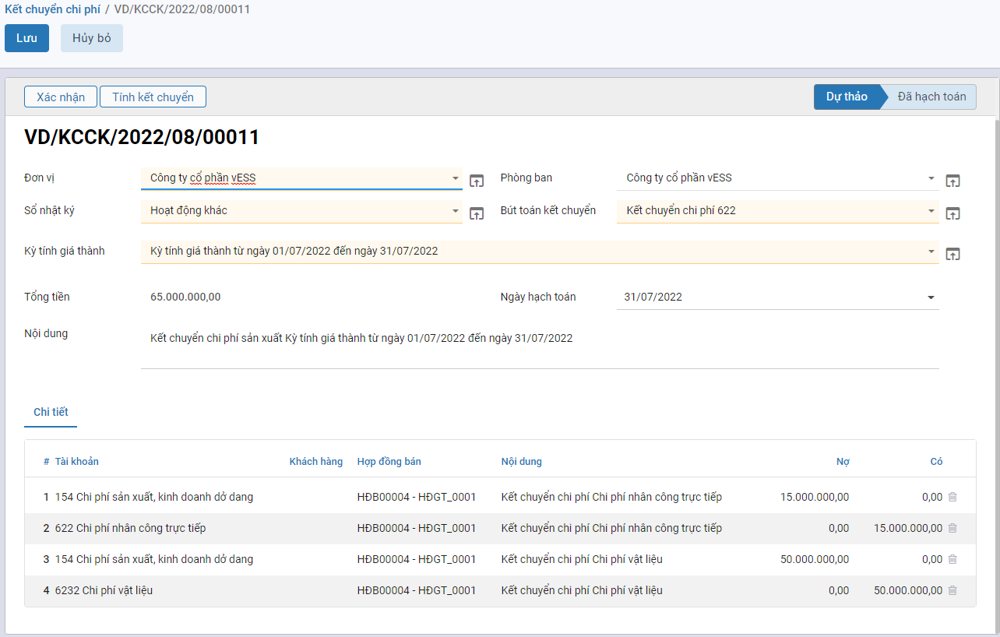 Kết chuyển chi phí / VD/KCCK/2022/08/00011
Lưu Hủy bỏ
Xác nhận Tính kết chuyển Dự thảo Đã hạch toán
VD/KCCK/2022/08/00011
Đơn vị Công ty cổ phần vESS Phòng ban Công ty cổ phần vESS
Sổ nhật ký Hoạt động khác Bút toán kết chuyển Kết chuyển chi phí 622
Kỳ tính giá thành Kỳ tính giá thành từ ngày 01/07/2022 đến ngày 31/07/2022
Tổng tiền 65.000.000,00 Ngày hạch toán 31/07/2022
Nội dung Kết chuyển chi phí sản xuất Kỳ tính giá thành từ ngày 01/07/2022 đến ngày 31/07/2022
Chi tiết
# Tài khoản Khách hàng Hợp đồng bán Nội dung Nợ Có
1 154 Chi phí sản xuất, kinh doanh dở dang HĐB00004 - HĐGT_0001 Kết chuyển chi phí Chi phí nhân công trực tiếp 15.000.000,00 0,00
2 622 Chi phí nhân công trực tiếp HĐB00004 - HĐGT_0001 Kết chuyển chi phí Chi phí nhân công trực tiếp 0,00 15.000.000,00
3 154 Chi phí sản xuất, kinh doanh dở dang HĐB00004 - HĐGT_0001 Kết chuyển chi phí Chi phí vật liệu 50.000.000,00 0,00
4 6232 Chi phí vật liệu HĐB00004 - HĐGT_0001 Kết chuyển chi phí Chi phí vật liệu 0,00 50.000.000,00